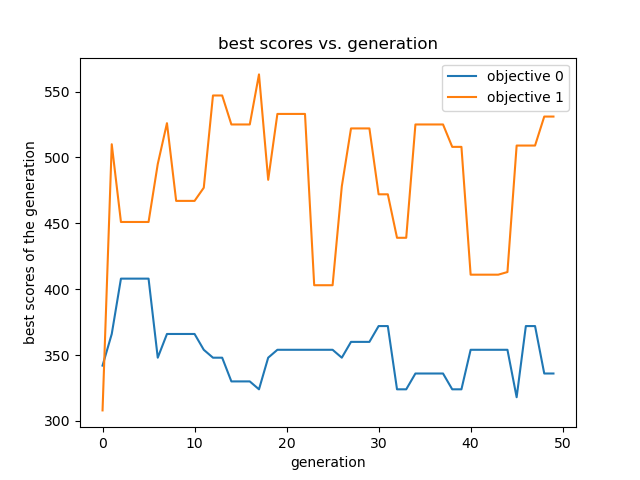 best scores vs. generation
objective 0
objective 1
best scores of the generation
550
500
450
400
350
300
0 10 20 30 40 50
generation